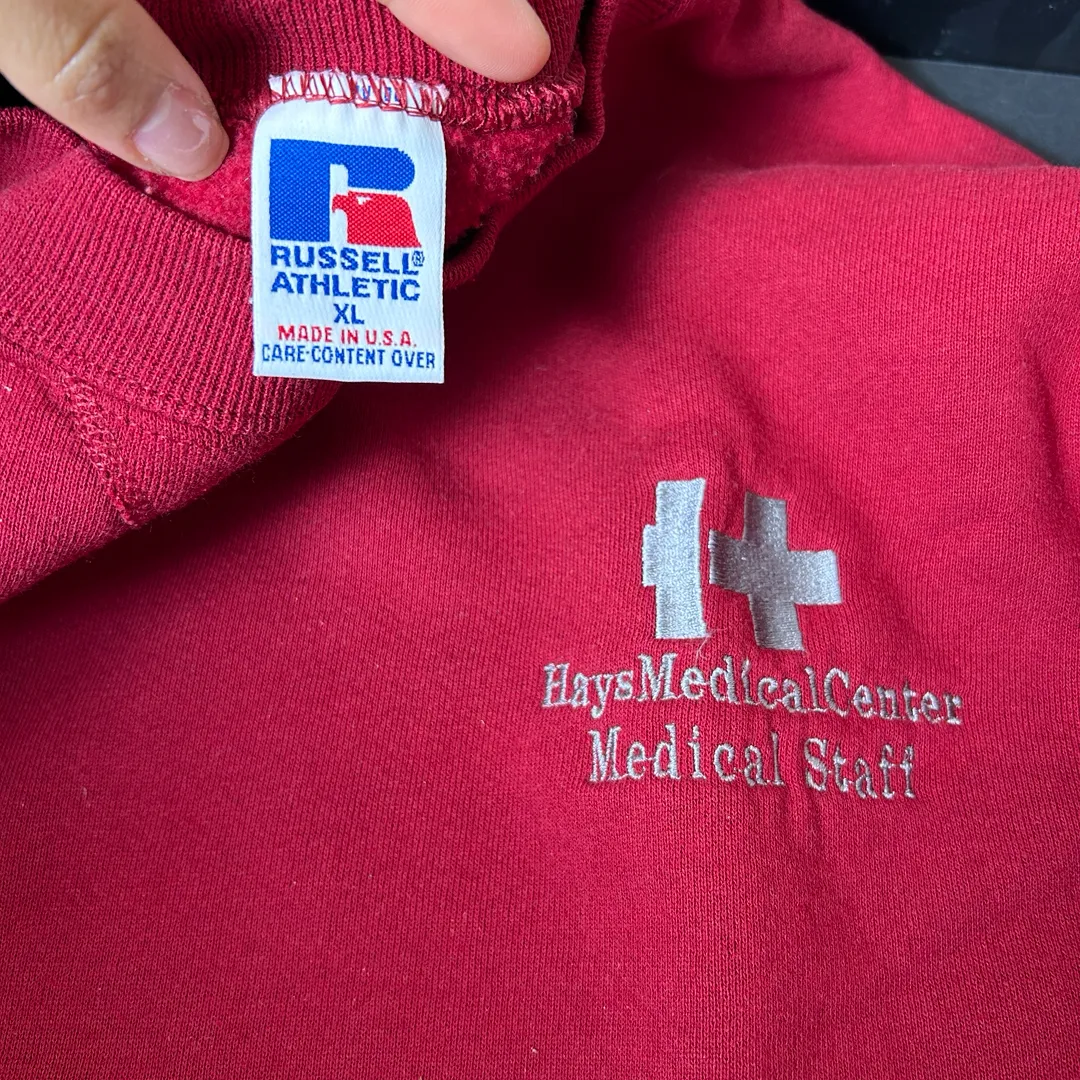 RUSSELL®
ATHLETIC
XL
MADE IN U.S.A.
CARE-CONTENT OVER
HaysMedicalCenter
Medical Staff